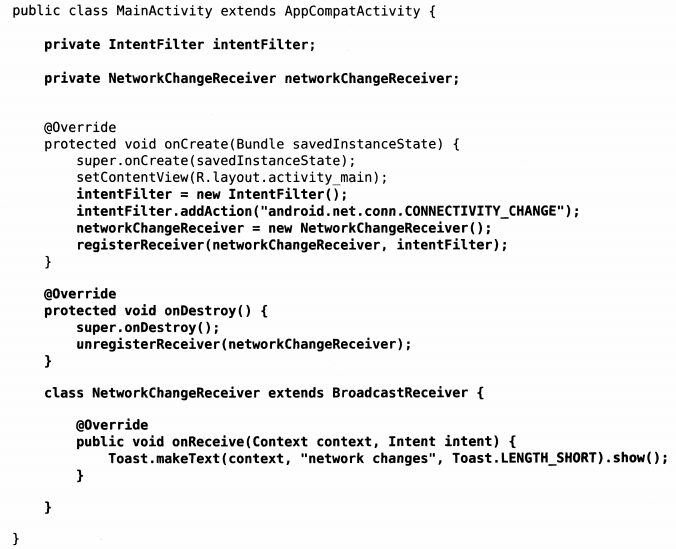 public class MainActivity extends AppCompatActivity {
private IntentFilter intentFilter;
private NetworkChangeReceiver networkChangeReceiver;
@Override
protected void onCreate(Bundle savedInstanceState) {
super.onCreate(savedInstanceState);
setContentView(R.layout.activity_main);
intentFilter = new IntentFilter();
intentFilter.addAction("android.net.conn.CONNECTIVITY_CHANGE");
networkChangeReceiver = new NetworkChangeReceiver();
registerReceiver(networkChangeReceiver, intentFilter);
}
@Override
protected void onDestroy() {
super.onDestroy();
unregisterReceiver(networkChangeReceiver);
}
class NetworkChangeReceiver extends BroadcastReceiver {
@Override
public void onReceive(Context context, Intent intent) {
Toast.makeText(context, "network changes", Toast.LENGTH_SHORT).show();
}
}
}